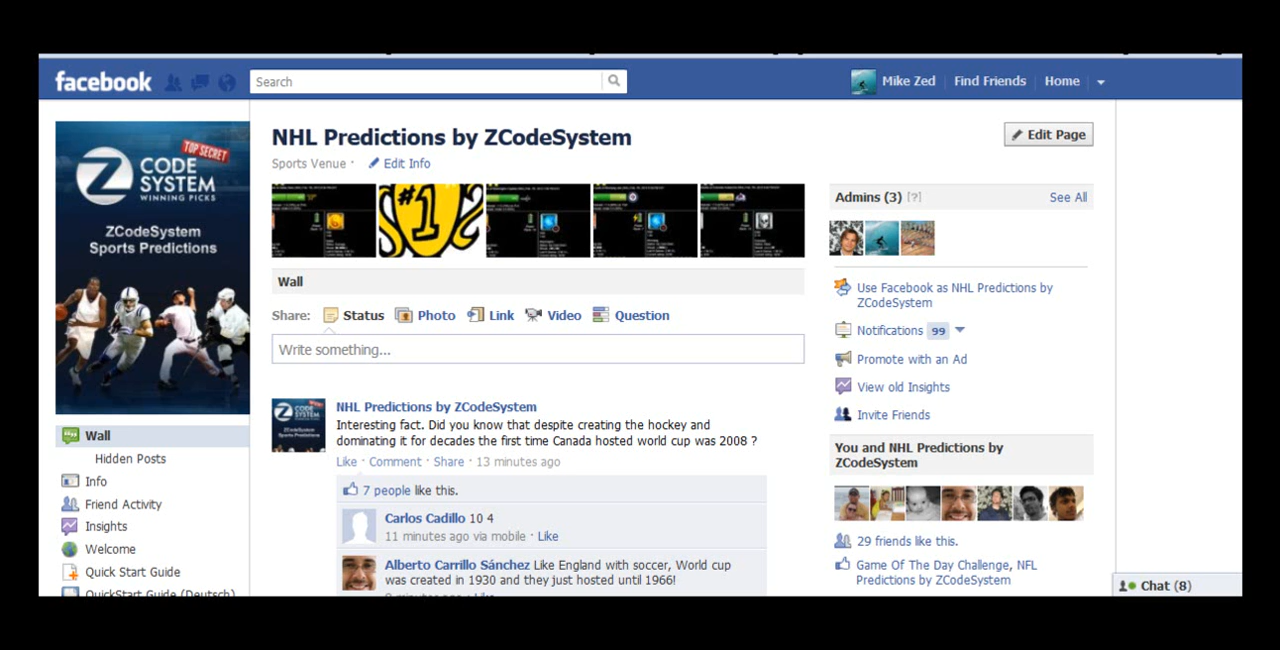 facebook
Search
Mike Zed
Find Friends
Home
TOP SECRET
Z CODE
SYSTEM
WINNING PICKS
ZCodeSystem
Sports Predictions
NHL Predictions by ZCodeSystem
Edit Page
Sports Venue · Edit Info
#1
Admins (3) [?]
See All
Wall
Share: Status Photo Link Video Question
Write something...
Use Facebook as NHL Predictions by
ZCodeSystem
Notifications 99
Promote with an Ad
View old Insights
Invite Friends
You and NHL Predictions by
ZCodeSystem
29 friends like this.
Game Of The Day Challenge, NFL
Predictions by ZCodeSystem
NHL Predictions by ZCodeSystem
Interesting fact. Did you know that despite creating the hockey and
dominating it for decades the first time Canada hosted world cup was 2008 ?
Like · Comment · Share · 13 minutes ago
7 people like this.
Carlos Cadillo 10 4
11 minutes ago via mobile · Like
Alberto Carrillo Sánchez Like England with soccer, World cup
was created in 1930 and they just hosted until 1966!
Wall
Hidden Posts
Info
Friend Activity
Insights
Welcome
Quick Start Guide
QuickStart Guide (Deutsch)
Chat (8)